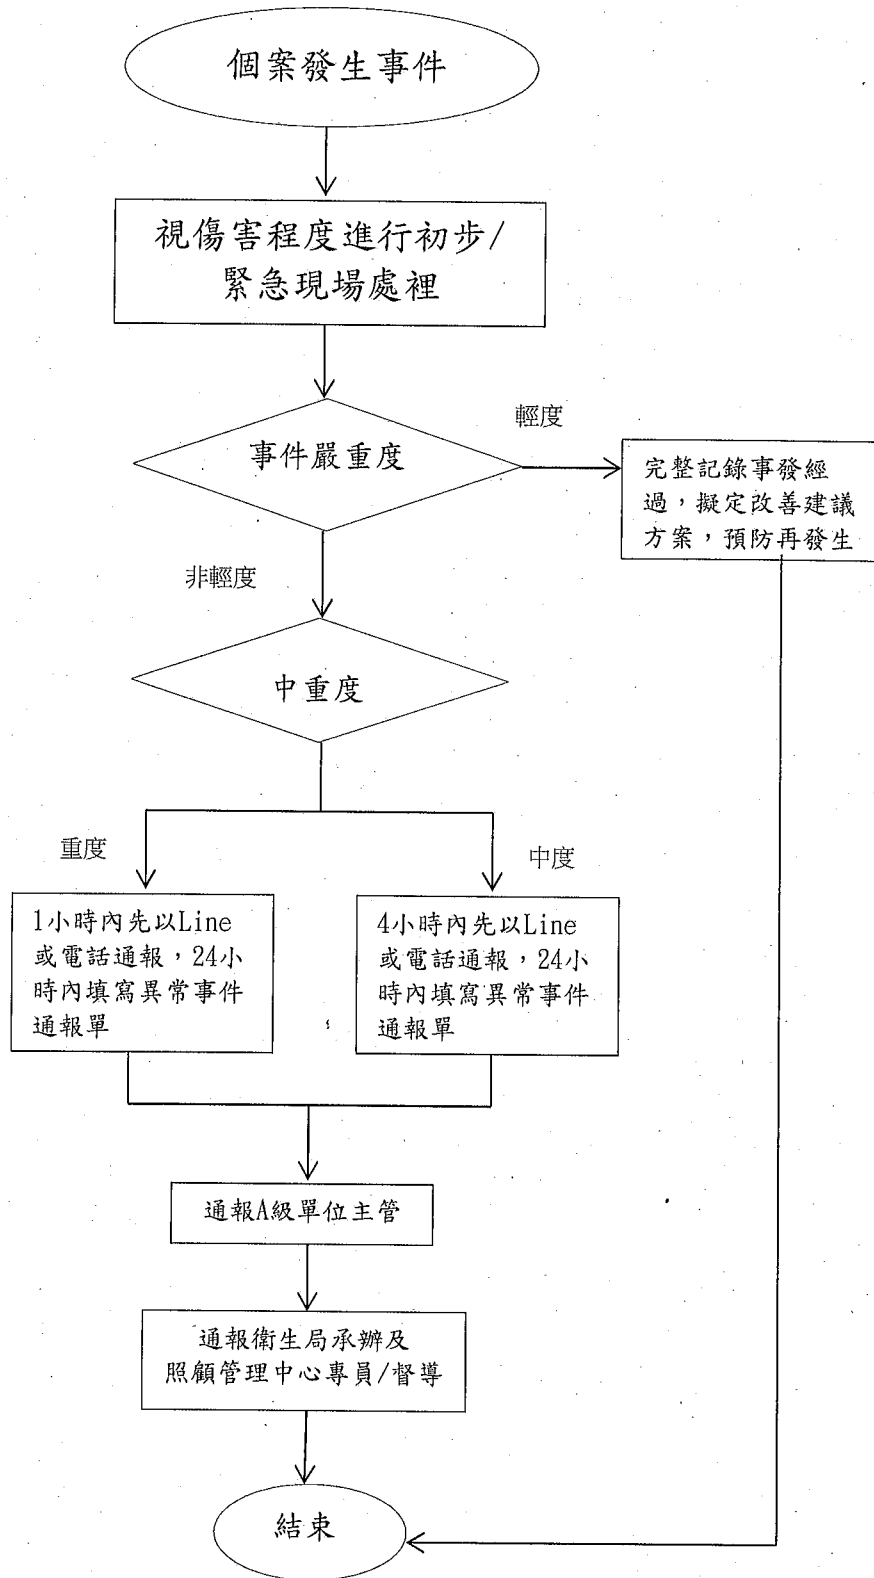 個案發生事件
視傷害程度進行初步/
緊急現場處裡
事件嚴重度
輕度
完整記錄事發經
過，擬定改善建議
方案，預防再發生
非輕度
中重度
重度
中度
1小時內先以Line
或電話通報，24小
時內填寫異常事件
通報單
4小時內先以Line
或電話通報，24小
時內填寫異常事件
通報單
通報A級單位主管
通報衛生局承辦及
照顧管理中心專員/督導
結束